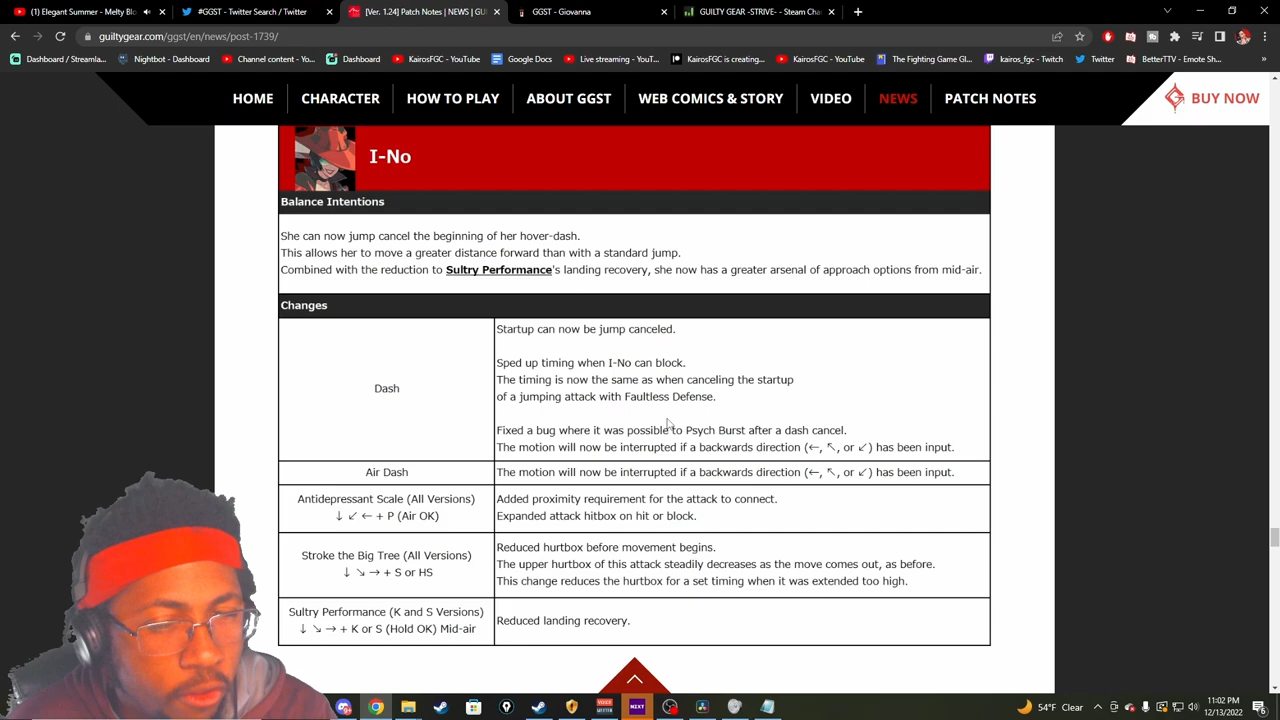 (1) Elegant Summer - Melty Blo
#GGST - Twitter Search / Twitter
[Ver. 1.24] Patch Notes | NEWS | GU
GGST - Giovanna
GUILTY GEAR -STRIVE- - Steam Cha
guiltygear.com/ggst/en/news/post-1739/
Dashboard / Streamla...
Nightbot - Dashboard
Channel content - Yo...
Dashboard
Google Docs
Live streaming - YouT...
KairosFGC is creating...
KairosFGC - YouTube
The Fighting Game Gl...
kairos_fgc - Twitch
Twitter
BetterTTV - Emote Sh...
HOME
CHARACTER
HOW TO PLAY
ABOUT GGST
WEB COMICS & STORY
VIDEO
NEWS
PATCH NOTES
BUY NOW
I-No
Balance Intentions
She can now jump cancel the beginning of her hover-dash.
This allows her to move a greater distance forward than with a standard jump.
Combined with the reduction to Sultry Performance's landing recovery, she now has a greater arsenal of approach options from mid-air.
Changes
Dash
Startup can now be jump canceled.
Sped up timing when I-No can block.
The timing is now the same as when canceling the startup
of a jumping attack with Faultless Defense.
Fixed a bug where it was possible to Psych Burst after a dash cancel.
The motion will now be interrupted if a backwards direction (←, ↖, or ↙) has been input.
Air Dash
The motion will now be interrupted if a backwards direction (←, ↖, or ↙) has been input.
Antidepressant Scale (All Versions)
↓ ↙ ← + P (Air OK)
Added proximity requirement for the attack to connect.
Expanded attack hitbox on hit or block.
Stroke the Big Tree (All Versions)
↓ ↘ → + S or HS
Reduced hurtbox before movement begins.
The upper hurtbox of this attack steadily decreases as the move comes out, as before.
This change reduces the hurtbox for a set timing when it was extended too high.
Sultry Performance (K and S Versions)
↓ ↘ → + K or S (Hold OK) Mid-air
Reduced landing recovery.
VOICE
MEETER
NZXT
54°F Clear
11:02 PM
12/13/2022